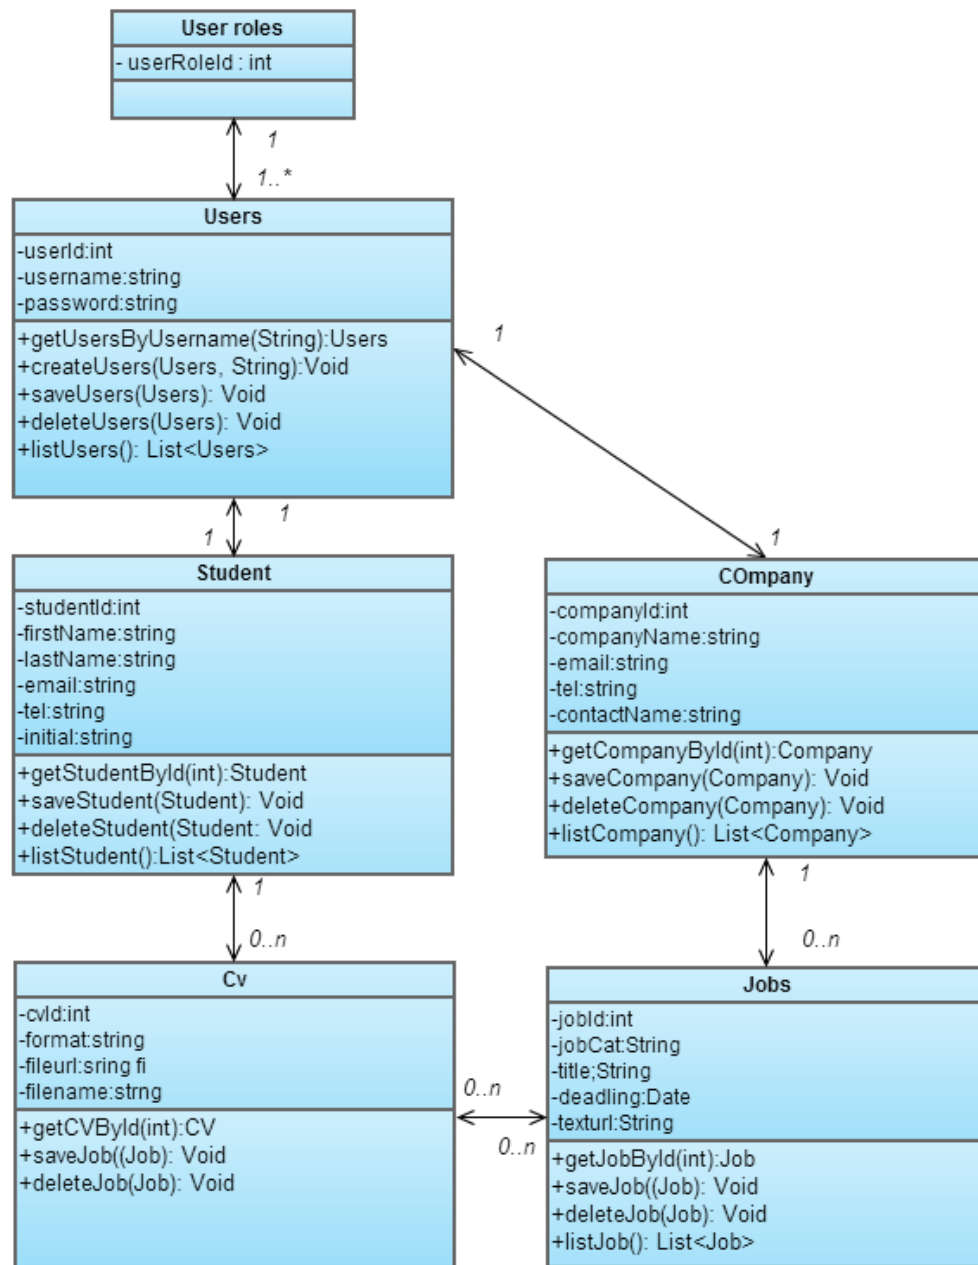 User roles
- userRoleId : int
1
1..*
Users
-userId:int
-username:string
-password:string
+getUsersByUsername(String):Users
+createUsers(Users, String):Void
+saveUsers(Users): Void
+deleteUsers(Users): Void
+listUsers(): List<Users>
1
1
1
1
Student
-studentId:int
-firstName:string
-lastName:string
-email:string
-tel:string
-initial:string
+getStudentById(int):Student
+saveStudent(Student): Void
+deleteStudent(Student: Void
+listStudent():List<Student>
COmpany
-companyId:int
-companyName:string
-email:string
-tel:string
-contactName:string
+getCompanyById(int):Company
+saveCompany(Company): Void
+deleteCompany(Company): Void
+listCompany(): List<Company>
1
0..n
1
0..n
Cv
-cvId:int
-format:string
-fileurl:sring fi
-filename:strng
+getCVById(int):CV
+saveJob((Job): Void
+deleteJob(Job): Void
0..n
0..n
Jobs
-jobId:int
-jobCat:String
-title;String
-deadling:Date
-texturl:String
+getJobById(int):Job
+saveJob((Job): Void
+deleteJob(Job): Void
+listJob(): List<Job>